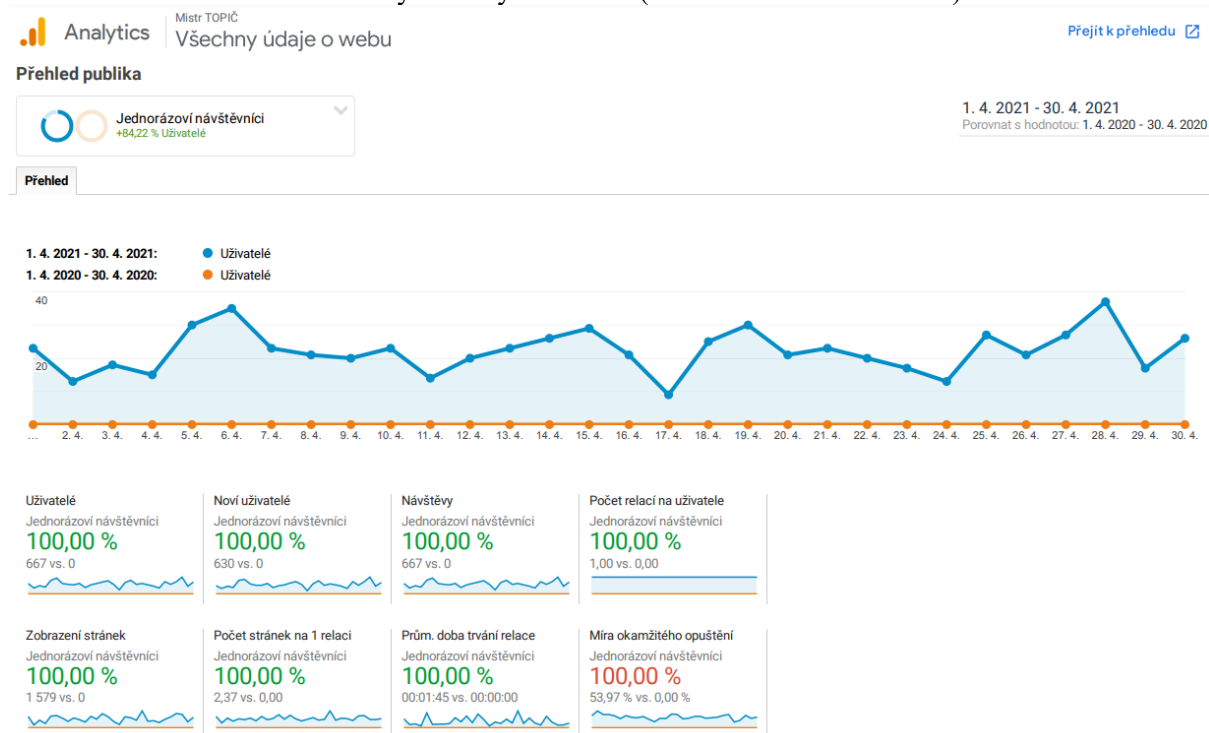 Mistr TOPIČ
Analytics Všechny údaje o webu
Přejít k přehledu
Přehled publika
Jednorázoví návštěvníci
+84,22 % Uživatelé
1. 4. 2021 - 30. 4. 2021
Porovnat s hodnotou: 1. 4. 2020 - 30. 4. 2020
Přehled
1. 4. 2021 - 30. 4. 2021: Uživatelé
1. 4. 2020 - 30. 4. 2020: Uživatelé
40
20
... 2. 4. 3. 4. 4. 4. 5. 4. 6. 4. 7. 4. 8. 4. 9. 4. 10. 4. 11. 4. 12. 4. 13. 4. 14. 4. 15. 4. 16. 4. 17. 4. 18. 4. 19. 4. 20. 4. 21. 4. 22. 4. 23. 4. 24. 4. 25. 4. 26. 4. 27. 4. 28. 4. 29. 4. 30. 4.
Uživatelé
Jednorázoví návštěvníci
100,00 %
667 vs. 0
Noví uživatelé
Jednorázoví návštěvníci
100,00 %
630 vs. 0
Návštěvy
Jednorázoví návštěvníci
100,00 %
667 vs. 0
Počet relací na uživatele
Jednorázoví návštěvníci
100,00 %
1,00 vs. 0,00
Zobrazení stránek
Jednorázoví návštěvníci
100,00 %
1 579 vs. 0
Počet stránek na 1 relaci
Jednorázoví návštěvníci
100,00 %
2,37 vs. 0,00
Prům. doba trvání relace
Jednorázoví návštěvníci
100,00 %
00:01:45 vs. 00:00:00
Míra okamžitého opuštění
Jednorázoví návštěvníci
100,00 %
53,97 % vs. 0,00 %